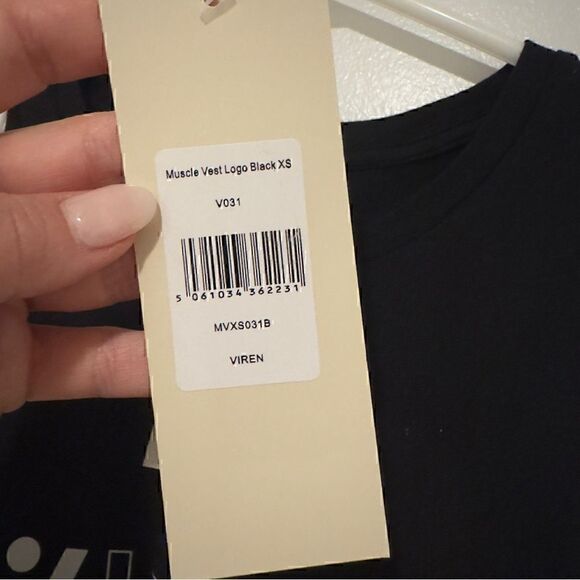 Muscle Vest Logo Black XS
V031
5 061034 362231
MVXS031B
VIREN